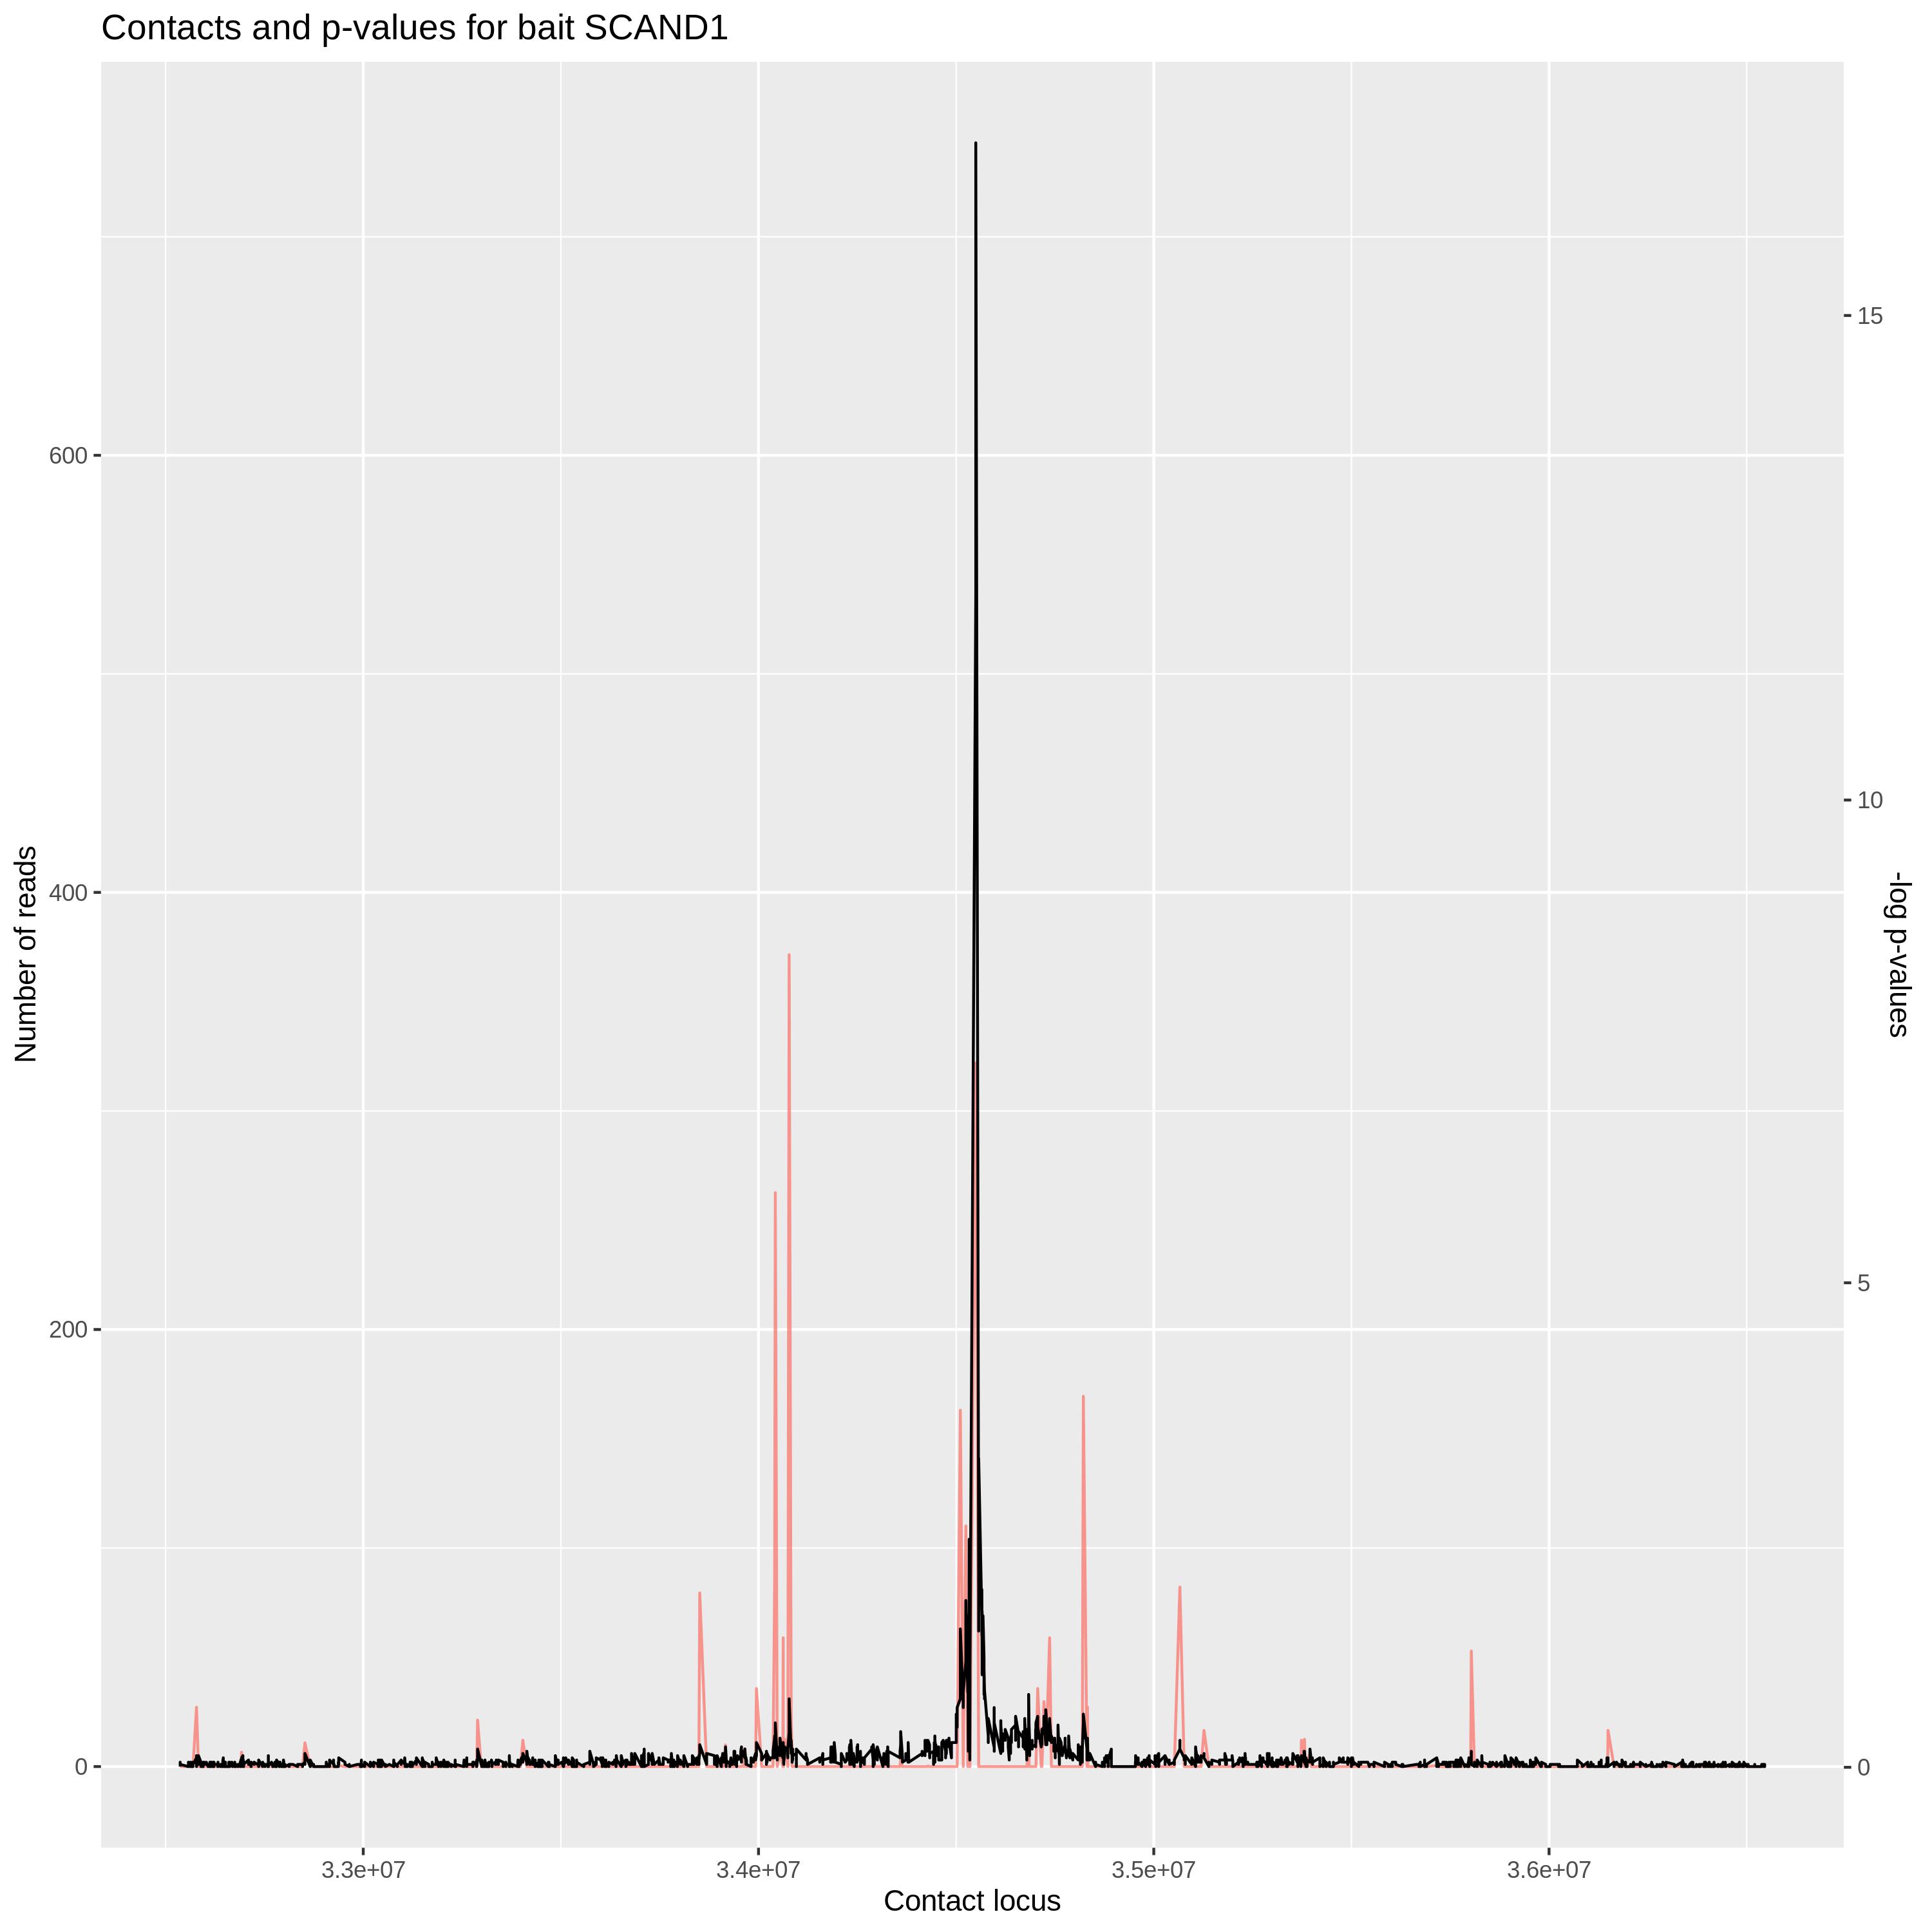 Contacts and p-values for bait SCAND1
Number of reads
600
400
200
0
15
10
5
0
-log p-values
3.3e+07
3.4e+07
3.5e+07
3.6e+07
Contact locus